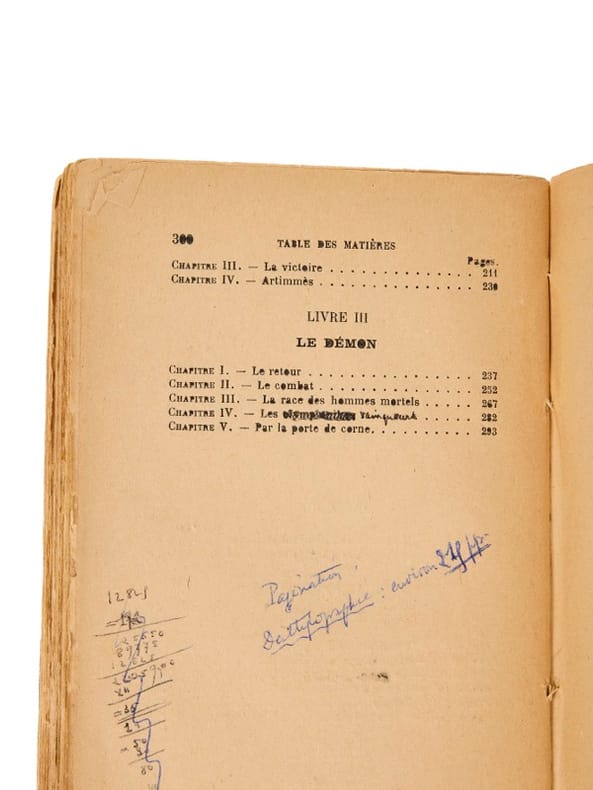 300
TABLE DES MATIÈRES
Pages.
CHAPITRE III. — La victoire . . . . . . . . . . . . . . . 211
CHAPITRE IV. — Artimmès . . . . . . . . . . . . . . . . 230
LIVRE III
LE DÉMON
CHAPITRE I. — Le retour . . . . . . . . . . . . . . . . 237
CHAPITRE II. — Le combat . . . . . . . . . . . . . . . 252
CHAPITRE III. — La race des hommes mortels . . . . . 267
CHAPITRE IV. — Les vainqueurs . . . . . 282
CHAPITRE V. — Par la porte de corne. . . . . . . . . . 293
Pagination
Dactylographie : environ